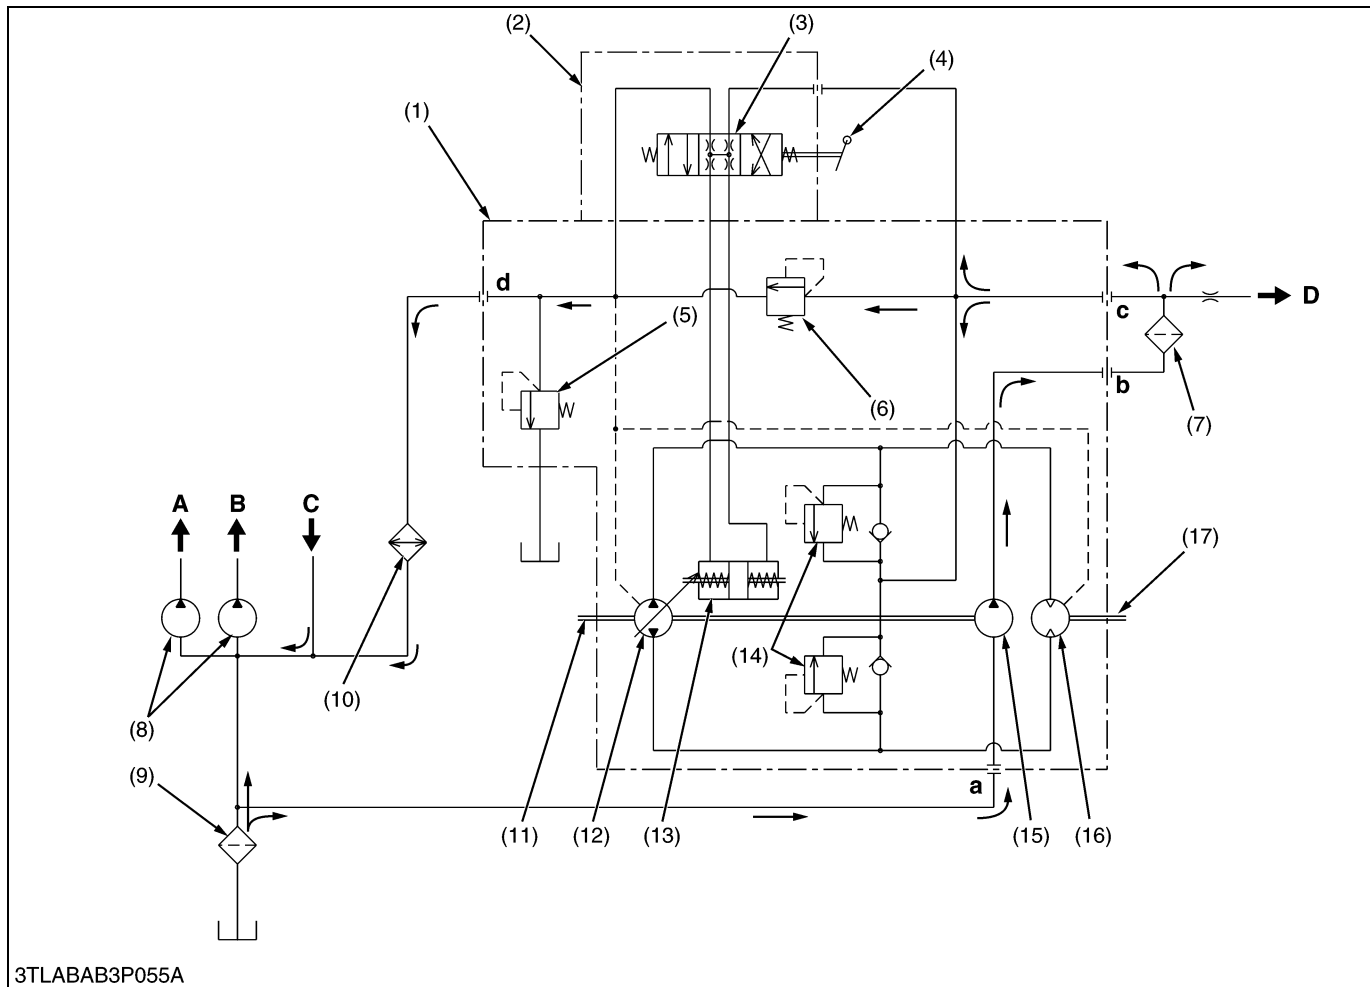 (2)
(3)
(4)
(1)
d
c
D
(5)
(6)
b
(7)
A
B
C
(17)
(14)
(10)
(8)
(9)
a
(11)
(12)
(13)
(15)
(16)
3TLABAB3P055A